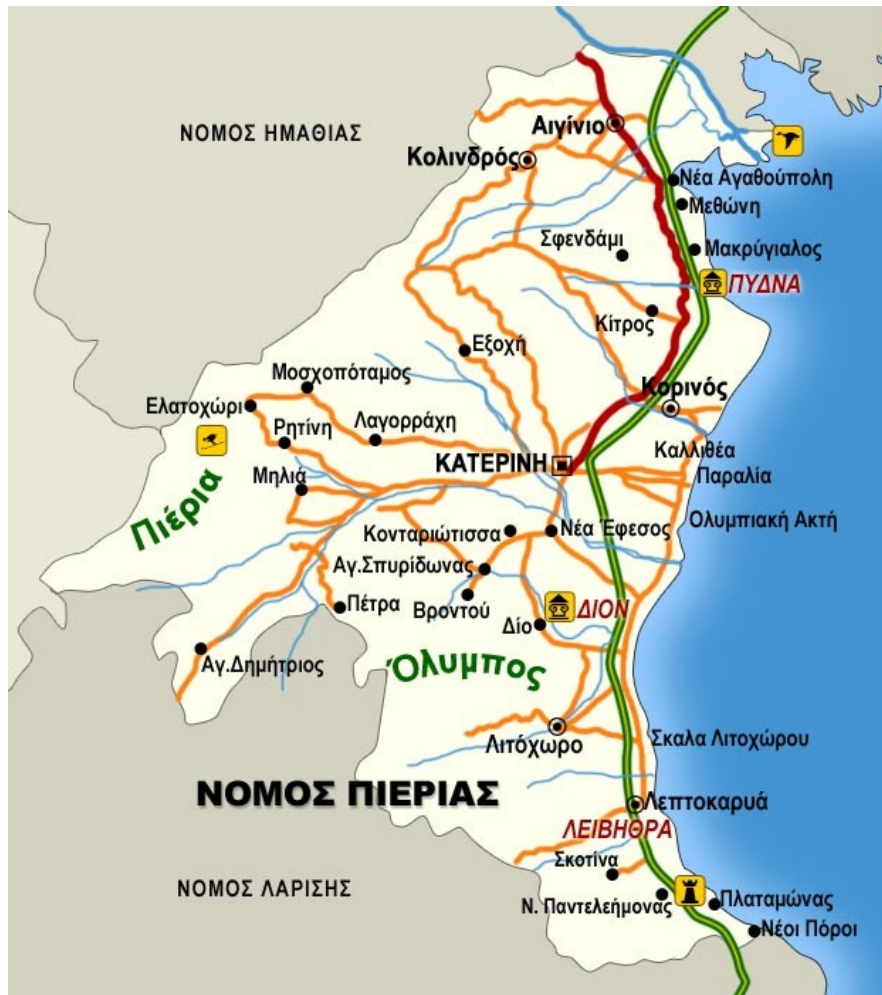 ΝΟΜΟΣ ΗΜΑΘΙΑΣ
Αιγίνιο
Κολινδρός
Νέα Αγαθούπολη
Μεθώνη
Σφενδάμι
Μακρύγιαλος
ΠΥΔΝΑ
Κίτρος
Εξοχή
Μοσχοπόταμος
Ελατοχώρι
Κορινός
Ρητίνη
Λαγορράχη
Καλλιθέα
ΚΑΤΕΡΙΝΗ
Μηλιά
Παραλία
Πιέρια
Ολυμπιακή Ακτή
Κονταριώτισσα
Νέα Έφεσος
Αγ.Σπυρίδωνας
Πέτρα
Βροντού
ΔΙΟΝ
Δίο
Αγ.Δημήτριος
Όλυμπος
Λιτόχωρο
Σκαλα Λιτοχώρου
ΝΟΜΟΣ ΠΙΕΡΙΑΣ
Λεπτοκαρυά
ΛΕΙΒΗΘΡΑ
Σκοτίνα
ΝΟΜΟΣ ΛΑΡΙΣΗΣ
Ν. Παντελεήμονας
Πλαταμώνας
Νέοι Πόροι